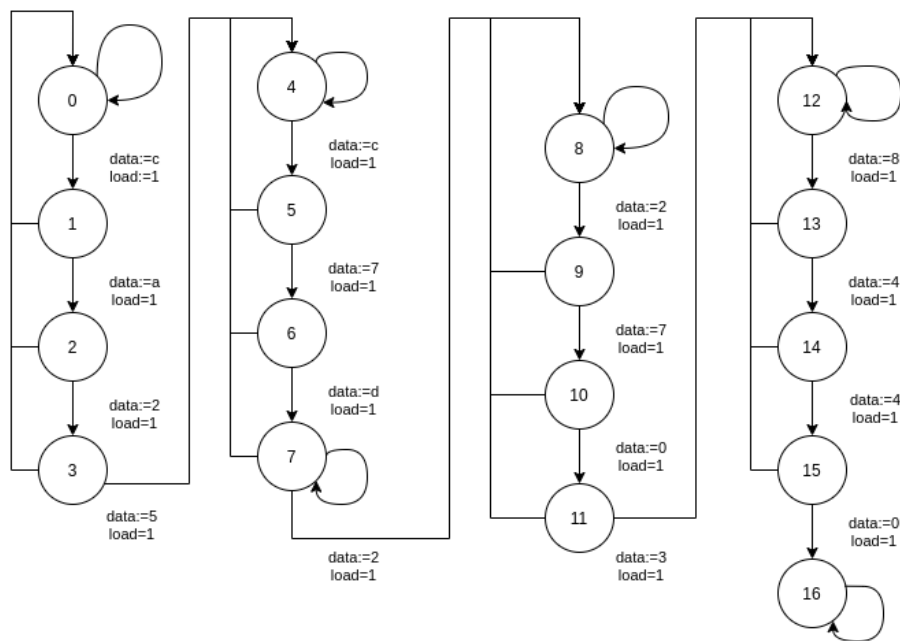 0
data:=c
load:=1
1
data:=a
load=1
2
data:=2
load=1
3
data:=5
load=1
4
data:=c
load=1
5
data:=7
load=1
6
data:=d
load=1
7
data:=2
load=1
8
data:=2
load=1
9
data:=7
load=1
10
data:=0
load=1
11
data:=3
load=1
12
data:=8
load=1
13
data:=4
load=1
14
data:=4
load=1
15
data:=0
load=1
16